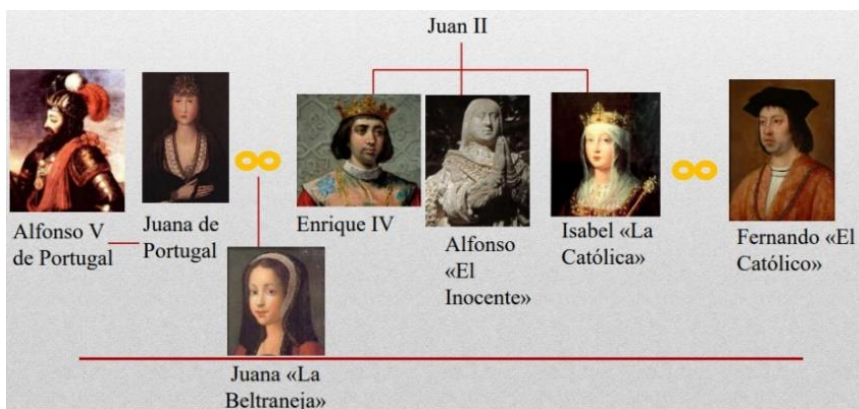 Juan II
Alfonso V
de Portugal
Juana de
Portugal
Enrique IV
Alfonso
«El
Inocente»
Isabel «La
Católica»
Fernando «El
Católico»
Juana «La
Beltraneja»